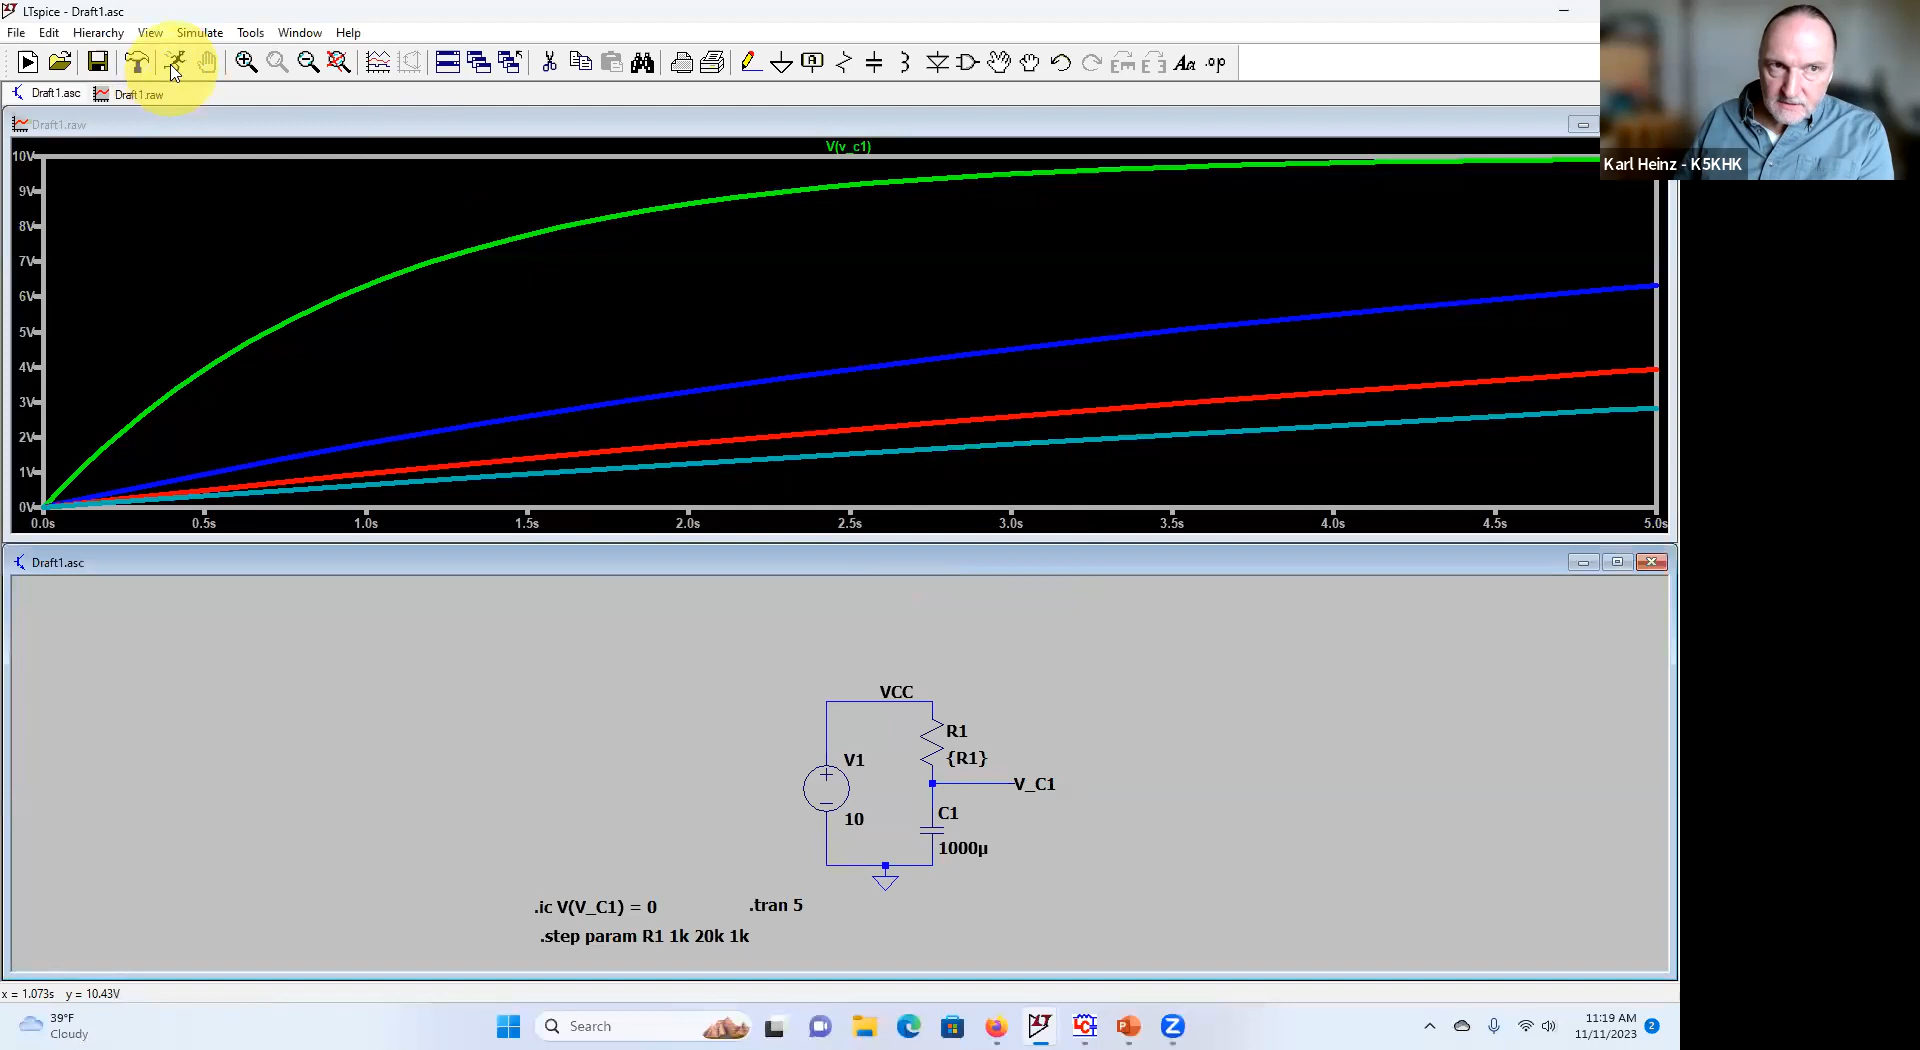 LTspice - Draft1.asc
File Edit Hierarchy View Simulate Tools Window Help
Aa .op
Draft1.asc Draft1.raw
Draft1.raw
V(v_c1)
10V
9V
8V
7V
6V
5V
4V
3V
2V
1V
0V
0.0s 0.5s 1.0s 1.5s 2.0s 2.5s 3.0s 3.5s 4.0s 4.5s 5.0s
Karl Heinz - K5KHK
Draft1.asc
VCC
R1
{R1}
V1
10
V_C1
C1
1000µ
.ic V(V_C1) = 0
.tran 5
.step param R1 1k 20k 1k
x = 1.073s y = 10.43V
39°F
Cloudy
Search
11:19 AM
11/11/2023
2